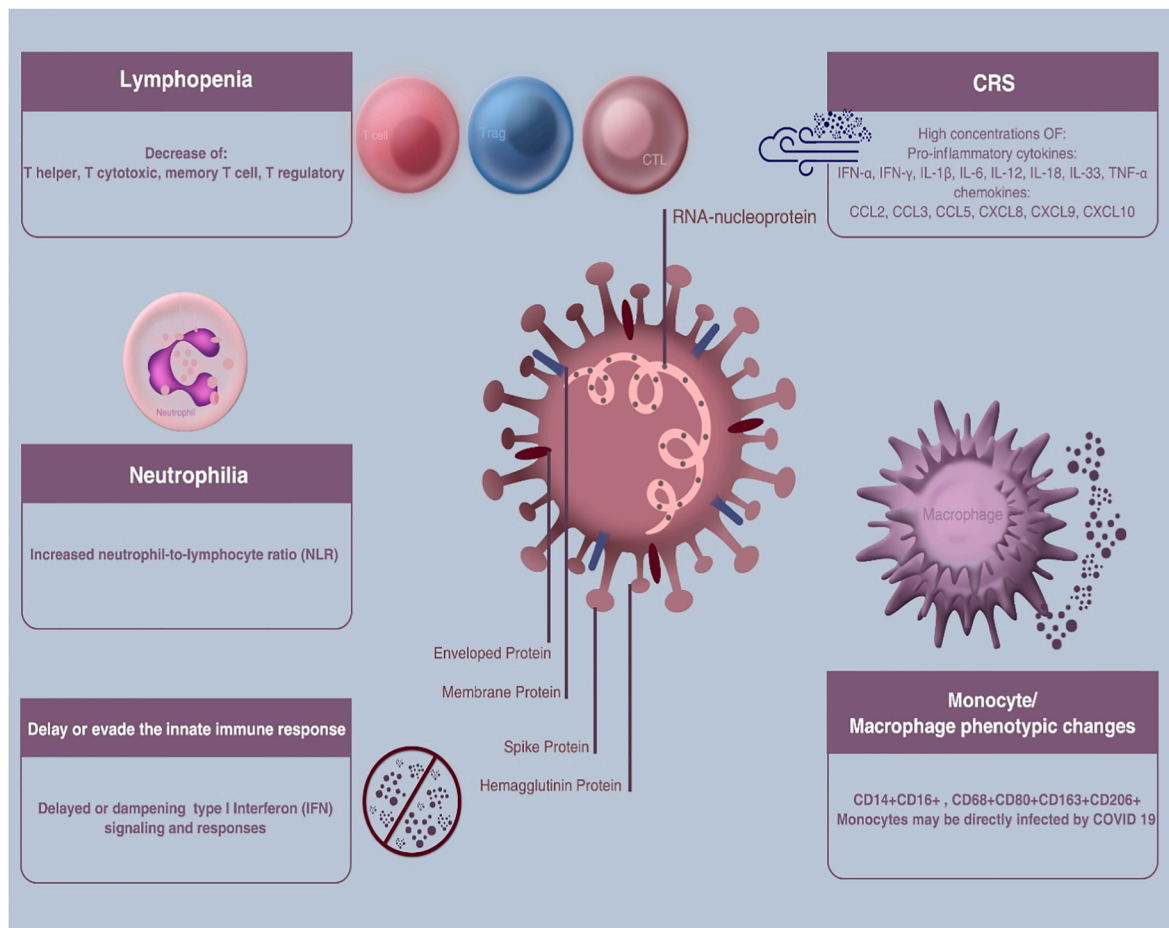 Lymphopenia
Decrease of:
T helper, T cytotoxic, memory T cell, T regulatory
T cell
Trag
CTL
CRS
High concentrations OF:
Pro-inflammatory cytokines:
IFN-α, IFN-γ, IL-1β, IL-6, IL-12, IL-18, IL-33, TNF-α
chemokines:
CCL2, CCL3, CCL5, CXCL8, CXCL9, CXCL10
RNA-nucleoprotein
Neutrophil
Neutrophilia
Increased neutrophil-to-lymphocyte ratio (NLR)
Macrophage
Enveloped Protein
Membrane Protein
Spike Protein
Hemagglutinin Protein
Delay or evade the innate immune response
Delayed or dampening type I Interferon (IFN)
signaling and responses
Monocyte/
Macrophage phenotypic changes
CD14+CD16+ , CD68+CD80+CD163+CD206+
Monocytes may be directly infected by COVID 19